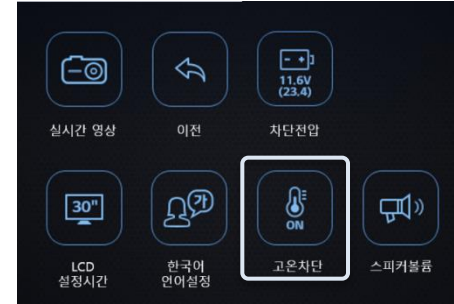 - +
11.6V
(23.4)
실시간 영상
이전
차단전압
30"
가
ON
LCD
설정시간
한국어
언어설정
고온차단
스피커볼륨